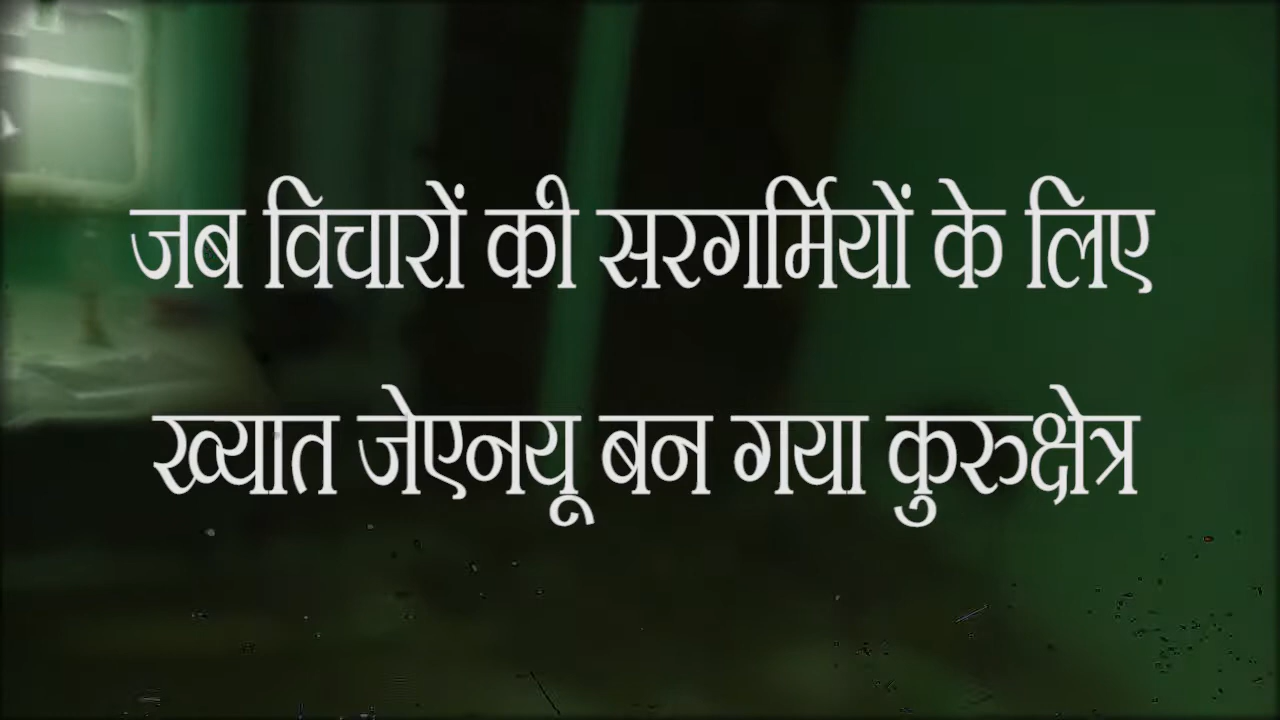 जब विचारों की सरगर्मियों के लिए
ख्यात जेएनयू बन गया कुरुक्षेत्र